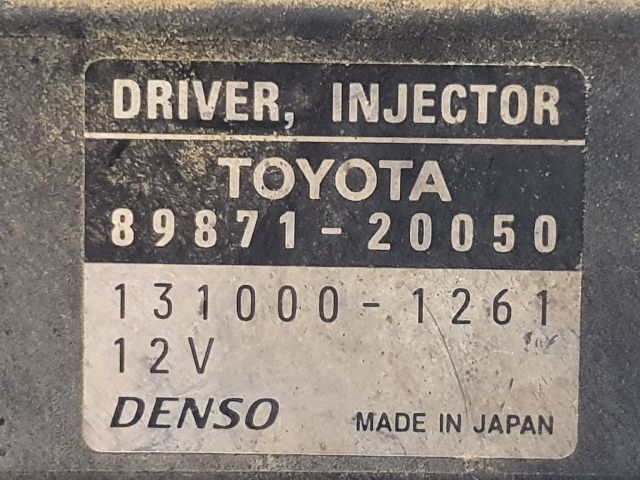 DRIVER, INJECTOR
TOYOTA
89871-20050
131000-1261
12V
DENSO MADE IN JAPAN